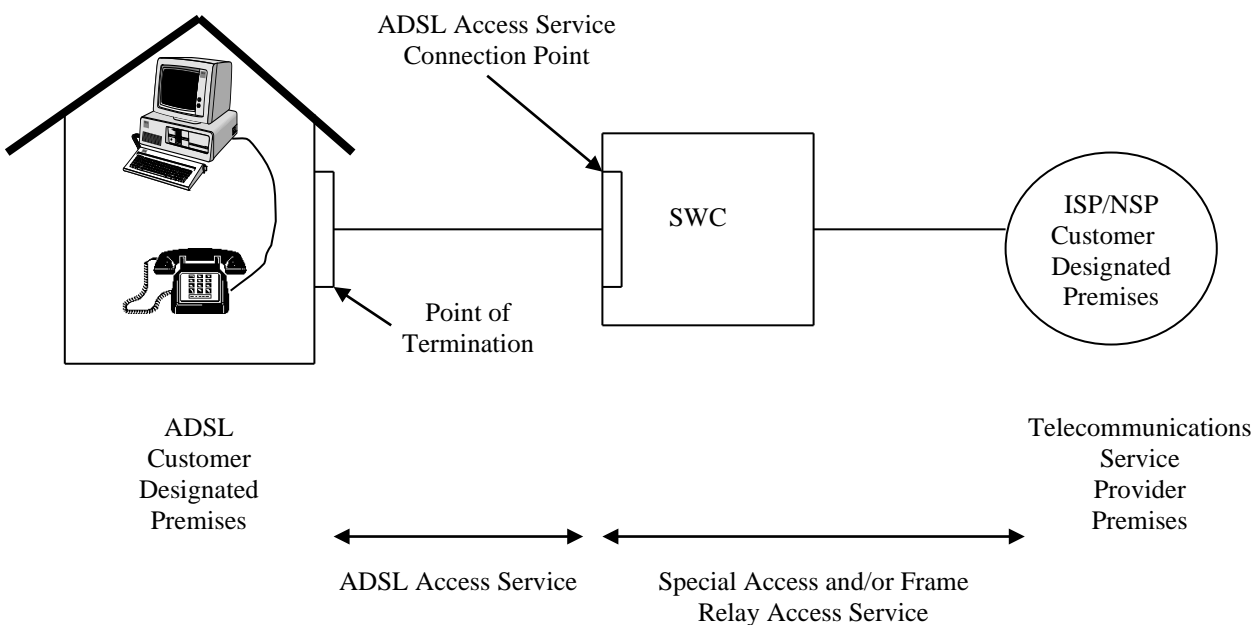 ADSL Access Service
Connection Point
SWC
ISP/NSP
Customer
Designated
Premises
Point of
Termination
ADSL
Customer
Designated
Premises
Telecommunications
Service
Provider
Premises
ADSL Access Service
Special Access and/or Frame
Relay Access Service